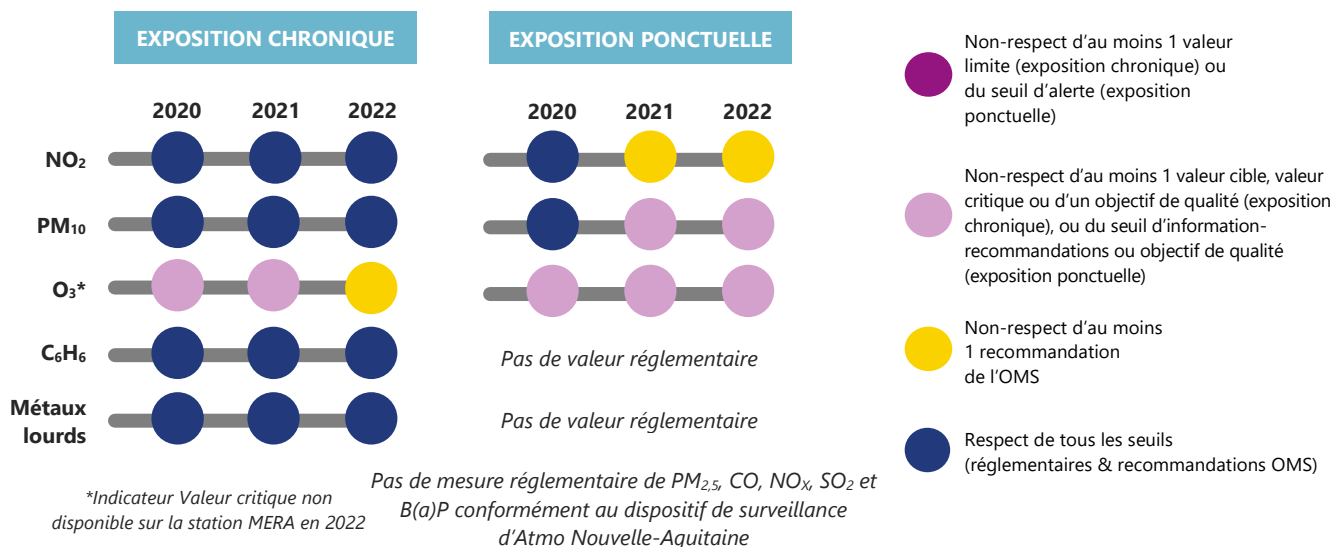 EXPOSITION CHRONIQUE
EXPOSITION PONCTUELLE
2020 2021 2022
2020 2021 2022
NO₂
PM₁₀
O₃*
C₆H₆
Pas de valeur réglementaire
Métaux
lourds
Pas de valeur réglementaire
*Indicateur Valeur critique non
disponible sur la station MERA en 2022
Pas de mesure réglementaire de PM₂,₅, CO, NOₓ, SO₂ et
B(a)P conformément au dispositif de surveillance
d'Atmo Nouvelle-Aquitaine
Non-respect d'au moins 1 valeur
limite (exposition chronique) ou
du seuil d'alerte (exposition
ponctuelle)
Non-respect d'au moins 1 valeur cible, valeur
critique ou d'un objectif de qualité (exposition
chronique), ou du seuil d'information-
recommandations ou objectif de qualité
(exposition ponctuelle)
Non-respect d'au moins
1 recommandation
de l'OMS
Respect de tous les seuils
(réglementaires & recommandations OMS)